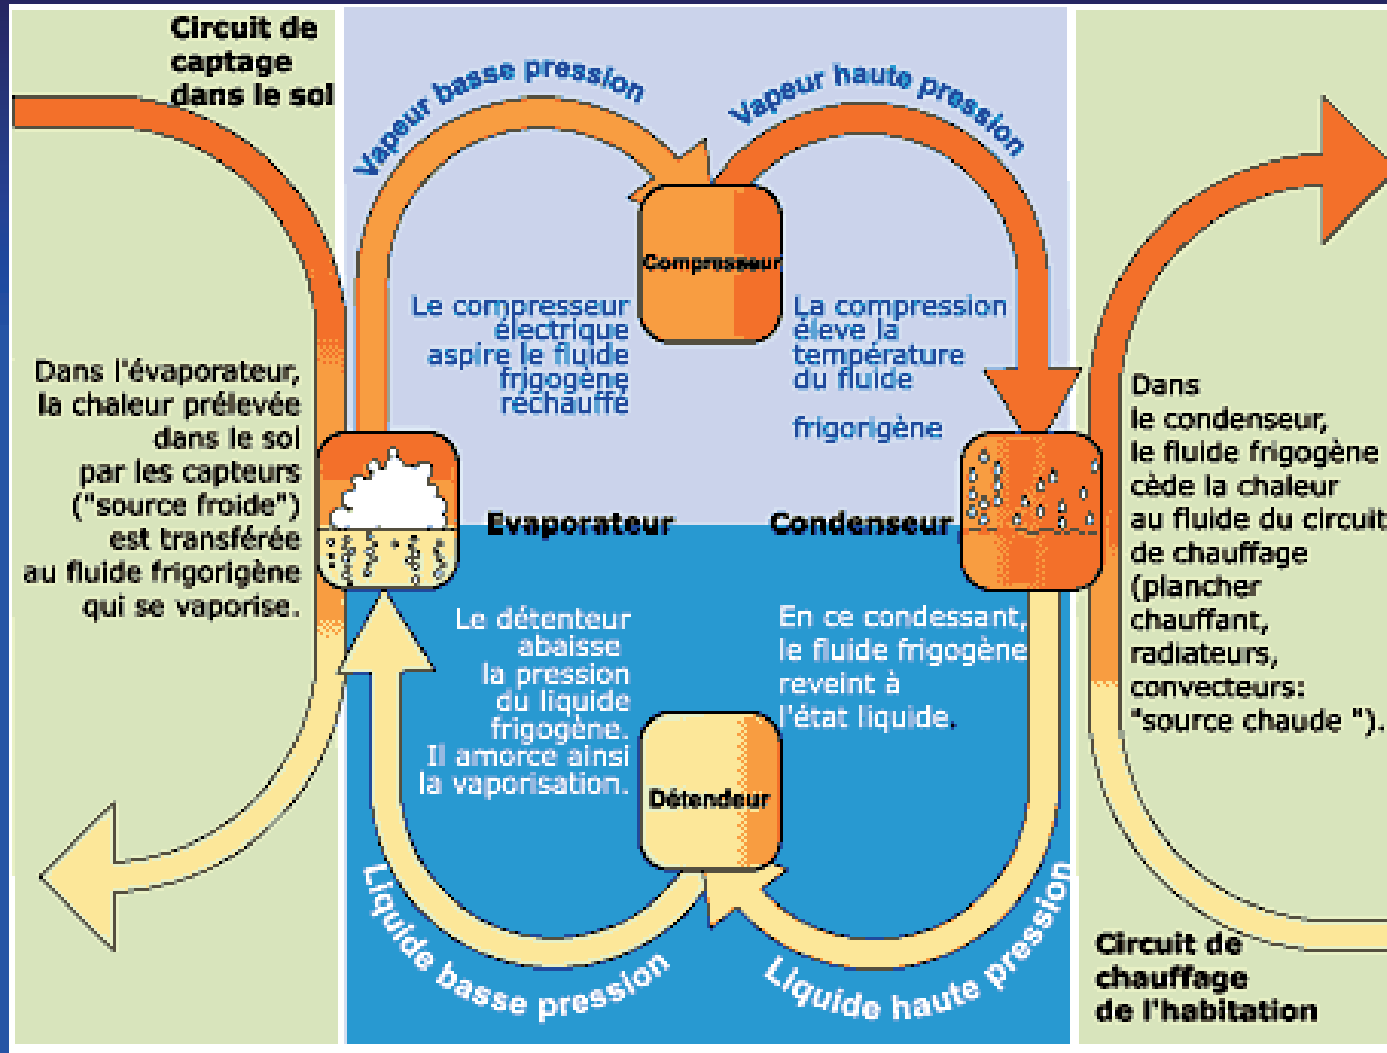 Circuit de
captage
dans le sol
Vapeur basse pression
Vapeur haute pression
Compresseur
Le compresseur
électrique
aspire le fluide
frigogène
réchauffé
La compression
éleve la
température
du fluide
frigorigène
Dans l'évaporateur,
la chaleur prélevée
dans le sol
par les capteurs
("source froide")
est transférée
au fluide frigorigène
qui se vaporise.
Evaporateur
Condenseur
Dans
le condenseur,
le fluide frigogène
cède la chaleur
au fluide du circuit
de chauffage
(plancher
chauffant,
radiateurs,
convecteurs:
"source chaude ").
Le détenteur
abaisse
la pression
du liquide
frigogène.
Il amorce ainsi
la vaporisation.
En ce condessant,
le fluide frigogène
reveint à
l'état liquide.
Détendeur
Liquide basse pression
Liquide haute pression
Circuit de
chauffage
de l'habitation